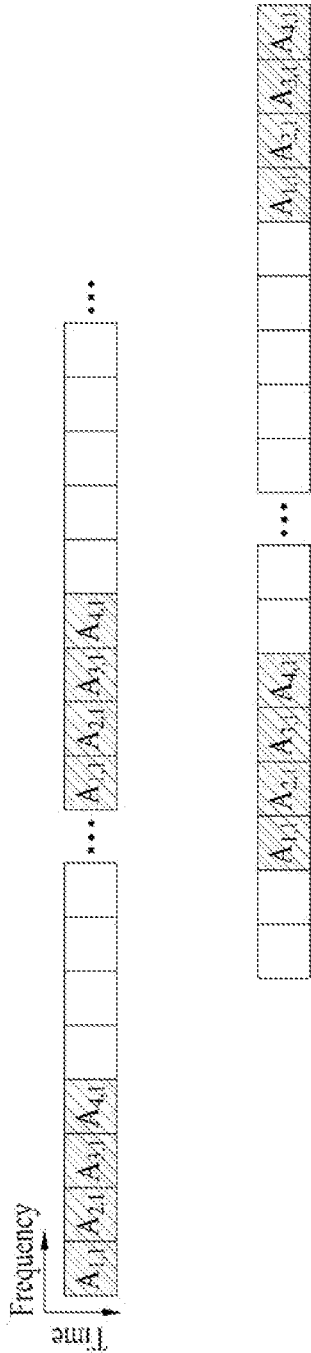 Frequency
Time
A1,1 A2,1 A3,1 A4,1 ••• A1,1 A2,1 A3,1 A4,1 •••
A1,1 A2,1 A3,1 A4,1 ••• A1,1 A2,1 A3,1 A4,1